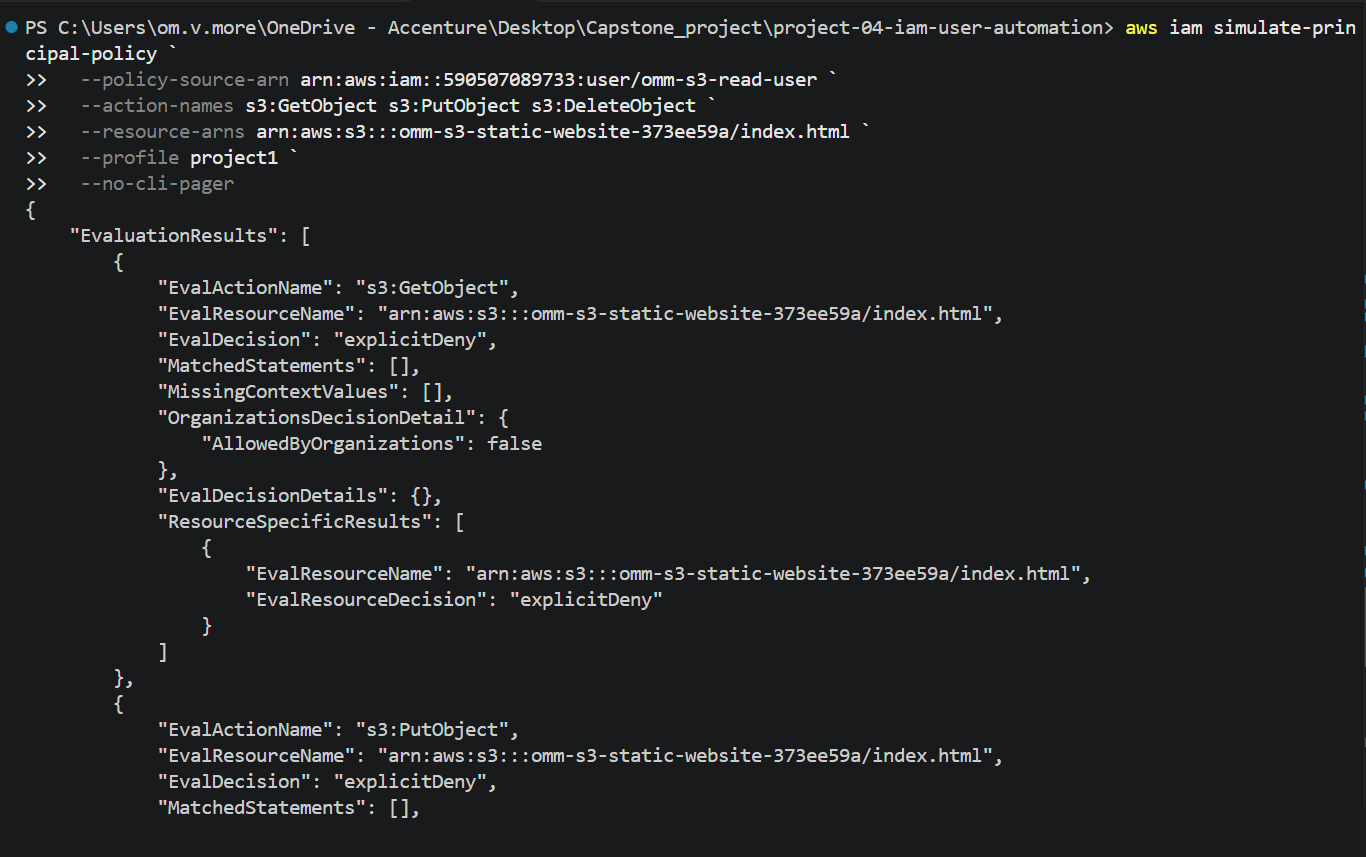 PS C:\Users\om.v.more\OneDrive - Accenture\Desktop\Capstone_project\project-04-iam-user-automation> aws iam simulate-prin
cipal-policy `
>>   --policy-source-arn arn:aws:iam::590507089733:user/omm-s3-read-user `
>>   --action-names s3:GetObject s3:PutObject s3:DeleteObject `
>>   --resource-arns arn:aws:s3:::omm-s3-static-website-373ee59a/index.html `
>>   --profile project1 `
>>   --no-cli-pager
{
    "EvaluationResults": [
        {
            "EvalActionName": "s3:GetObject",
            "EvalResourceName": "arn:aws:s3:::omm-s3-static-website-373ee59a/index.html",
            "EvalDecision": "explicitDeny",
            "MatchedStatements": [],
            "MissingContextValues": [],
            "OrganizationsDecisionDetail": {
                "AllowedByOrganizations": false
            },
            "EvalDecisionDetails": {},
            "ResourceSpecificResults": [
                {
                    "EvalResourceName": "arn:aws:s3:::omm-s3-static-website-373ee59a/index.html",
                    "EvalResourceDecision": "explicitDeny"
                }
            ]
        },
        {
            "EvalActionName": "s3:PutObject",
            "EvalResourceName": "arn:aws:s3:::omm-s3-static-website-373ee59a/index.html",
            "EvalDecision": "explicitDeny",
            "MatchedStatements": [],